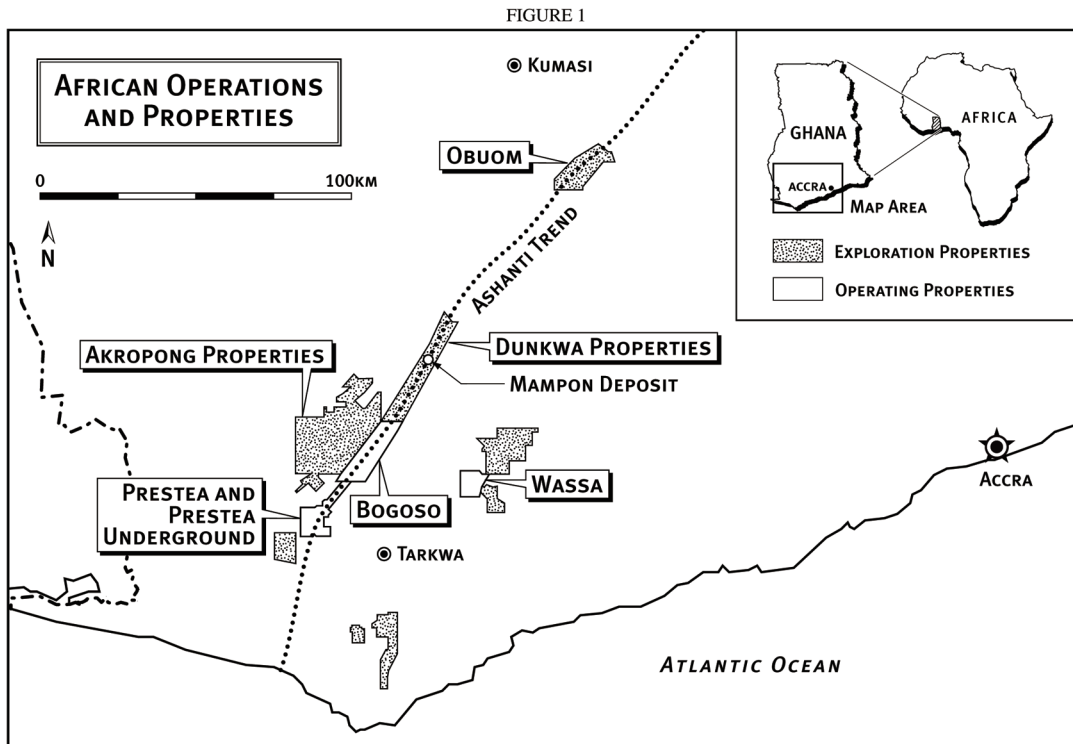 FIGURE 1
AFRICAN OPERATIONS
AND PROPERTIES
0 100KM
N
KUMASI
OBUOM
ASHANTI TREND
AKROPONG PROPERTIES
DUNKWA PROPERTIES
MAMPON DEPOSIT
PRESTEA AND
PRESTEA
UNDERGROUND
BOGOSO
WASSA
TARKWA
ACCRA
ATLANTIC OCEAN
GHANA
AFRICA
ACCRA
MAP AREA
EXPLORATION PROPERTIES
OPERATING PROPERTIES